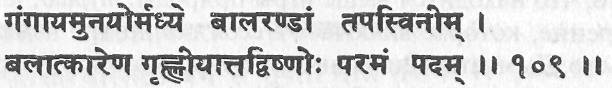 गंगायमुनयोर्मध्ये बालरण्डां तपस्विनीम् ।
बलात्कारेण गृह्णीयात्तद्विष्णोः परमं पदम् ।। १०९ ।।